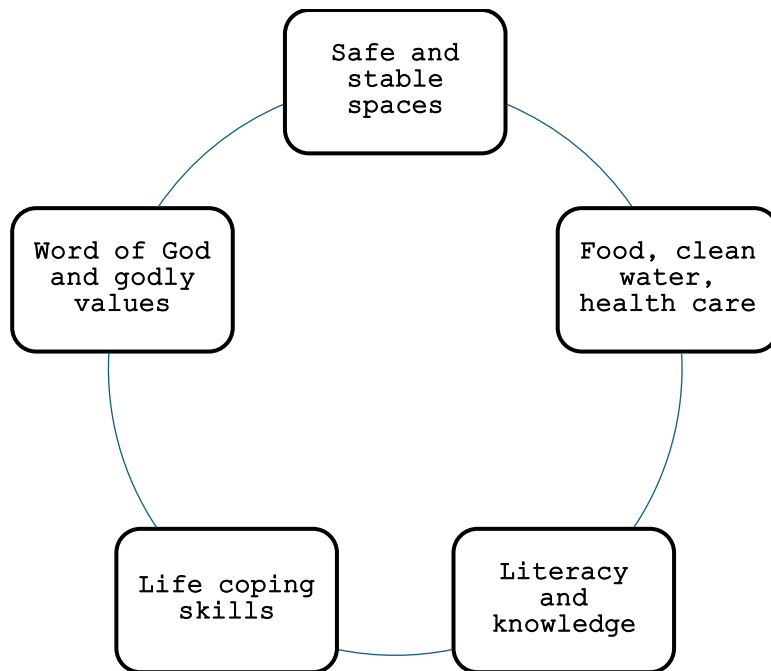 Safe and
stable
spaces
Food, clean
water,
health care
Literacy
and
knowledge
Life coping
skills
Word of God
and godly
values